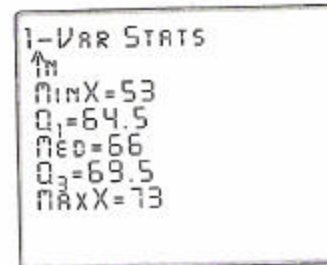 1-Var Stats
↑n
minX=53
Q₁=64.5
Med=66
Q₃=69.5
maxX=73